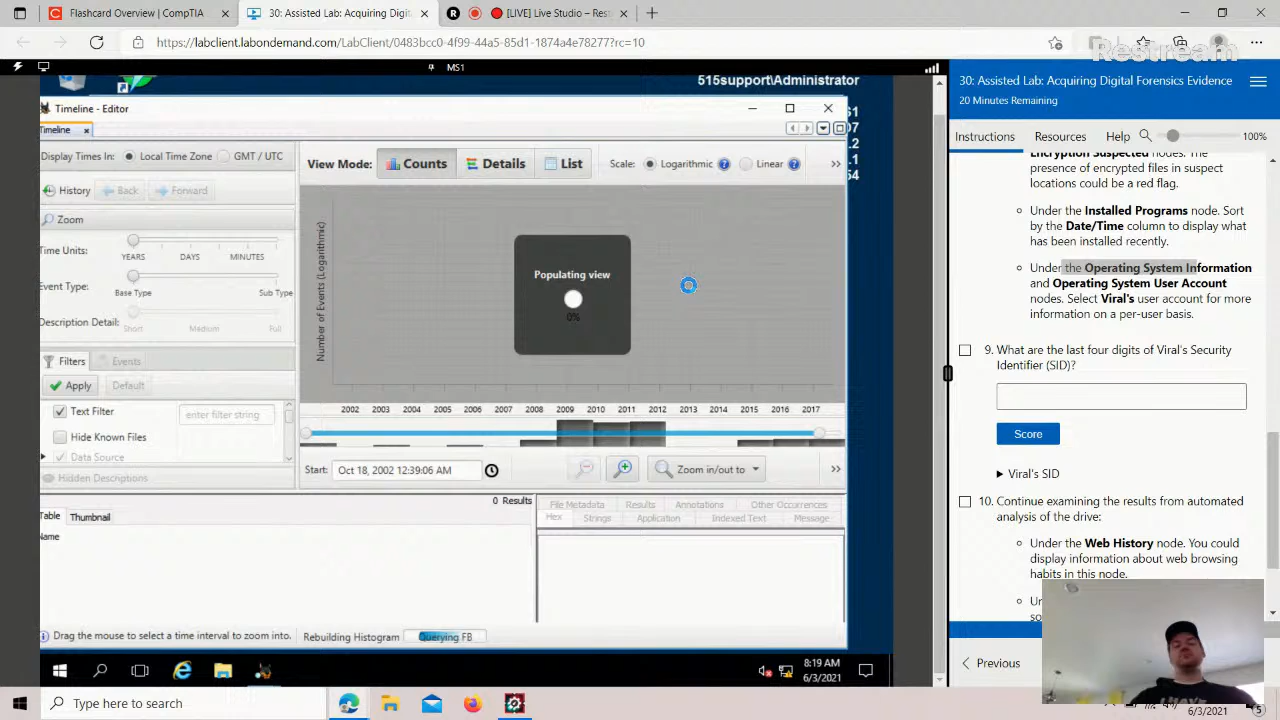 Flashcard Overview | CompTIA
30: Assisted Lab: Acquiring Digit
[LIVE] Live Studio – Rest
https://labclient.labondemand.com/LabClient/0483bcc0-4f99-44a5-85d1-1874a4e78277?rc=10
Restream
MS1
515support\Administrator
Timeline - Editor
Timeline
Display Times In:
Local Time Zone
GMT / UTC
View Mode:
Counts
Details
List
Scale:
Logarithmic
Linear
History
Back
Forward
Zoom
Time Units:
YEARS
DAYS
MINUTES
Event Type:
Base Type
Sub Type
Description Detail:
Short
Medium
Full
Number of Events (Logarithmic)
Populating view
0%
Filters
Events
Apply
Default
Text Filter
enter filter string
Hide Known Files
Data Source
Hidden Descriptions
2002 2003 2004 2005 2006 2007 2008 2009 2010 2011 2012 2013 2014 2015 2016 2017
Start:
Oct 18, 2002 12:39:06 AM
Zoom in/out to
0 Results
Table
Thumbnail
Name
File Metadata
Results
Annotations
Other Occurrences
Hex
Strings
Application
Indexed Text
Message
Drag the mouse to select a time interval to zoom into.
Rebuilding Histogram
Querying FB
8:19 AM
6/3/2021
30: Assisted Lab: Acquiring Digital Forensics Evidence
20 Minutes Remaining
Instructions
Resources
Help
100%
Encryption Suspected nodes. The
presence of encrypted files in suspect
locations could be a red flag.
Under the Installed Programs node. Sort
by the Date/Time column to display what
has been installed recently.
Under the Operating System Information
and Operating System User Account
nodes. Select Viral's user account for more
information on a per-user basis.
9. What are the last four digits of Viral's Security
Identifier (SID)?
Score
Viral's SID
10. Continue examining the results from automated
analysis of the drive:
Under the Web History node. You could
display information about web browsing
habits in this node.
Previous
Type here to search
6/3/2021
5